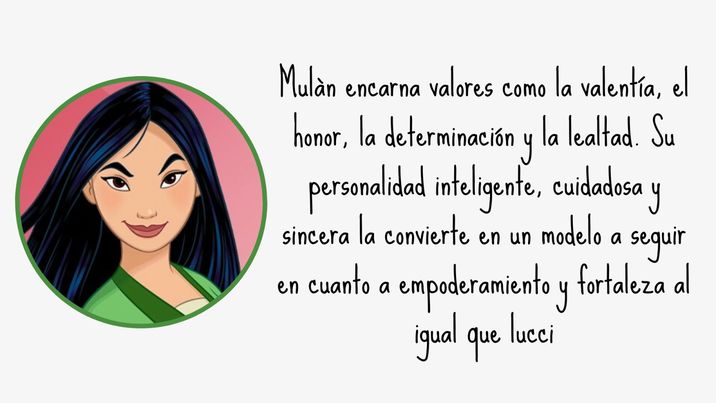 Mulàn encarna valores como la valentía, el
honor, la determinación y la lealtad. Su
personalidad inteligente, cuidadosa y
sincera la convierte en un modelo a seguir
en cuanto a empoderamiento y fortaleza al
igual que lucci